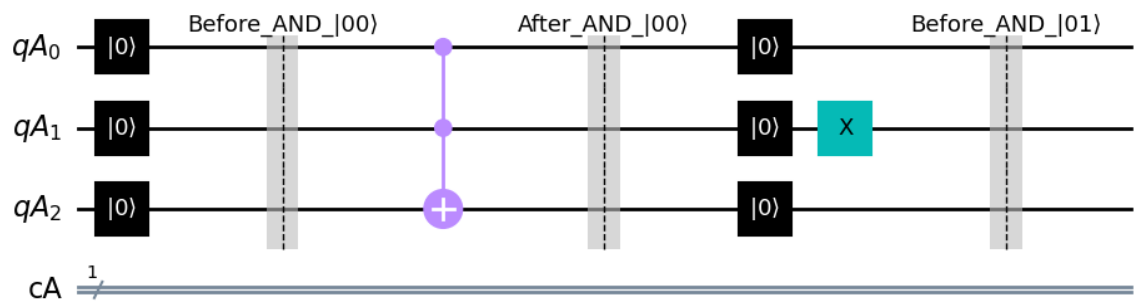 Before_AND_|00⟩ After_AND_|00⟩ Before_AND_|01⟩
qA₀ |0⟩ |0⟩
qA₁ |0⟩ |0⟩ X
qA₂ |0⟩ |0⟩
1
cA